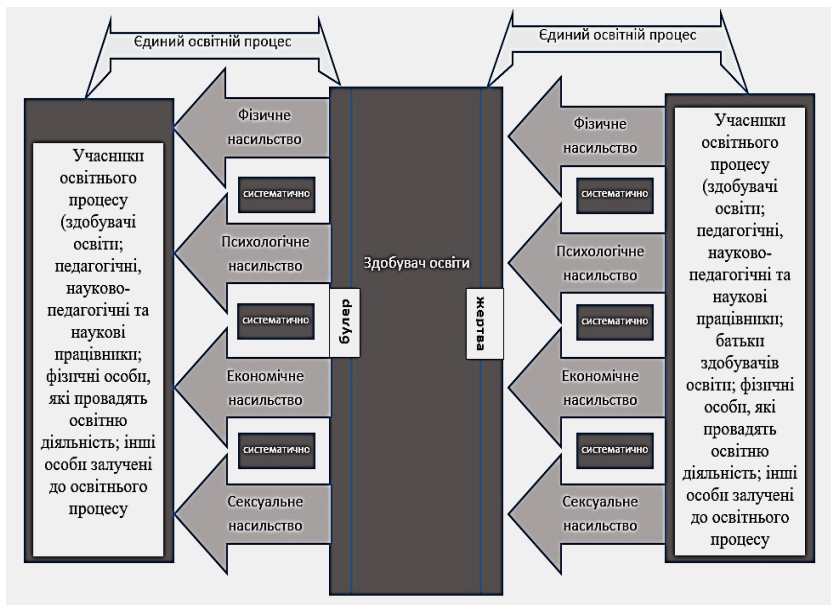 Єдиний освітній процес
Єдиний освітній процес
Учасники
освітнього
процесу
(здобувачі
освіти;
педагогічні,
науково-
педагогічні та
наукові
працівники;
фізичні особи,
які провадять
освітню
діяльність; інші
особи залучені
до освітнього
процесу
Фізичне
насильство
систематично
Психологічне
насильство
систематично
Економічне
насильство
систематично
Сексуальне
насильство
булер
Здобувач освіти
жертва
Фізичне
насильство
систематично
Психологічне
насильство
систематично
Економічне
насильство
систематично
Сексуальне
насильство
Учасники
освітнього
процесу
(здобувачі
освіти;
педагогічні,
науково-
педагогічні та
наукові
працівники;
батьки
здобувачів
освіти; фізичні
особи, які
провадять
освітню
діяльність; інші
особи залучені
до освітнього
процесу